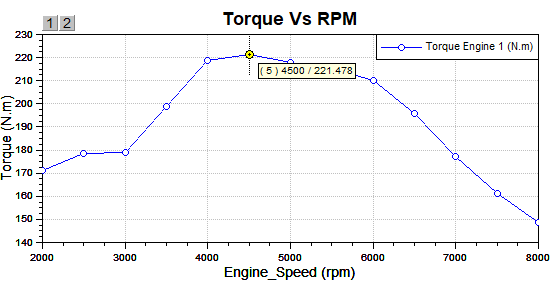 Torque Vs RPM
1 2
Torque Engine 1 (N.m)
( 5 ) 4500 / 221.478
Torque (N.m)
230
220
210
200
190
180
170
160
150
140
2000 3000 4000 5000 6000 7000 8000
Engine_Speed (rpm)